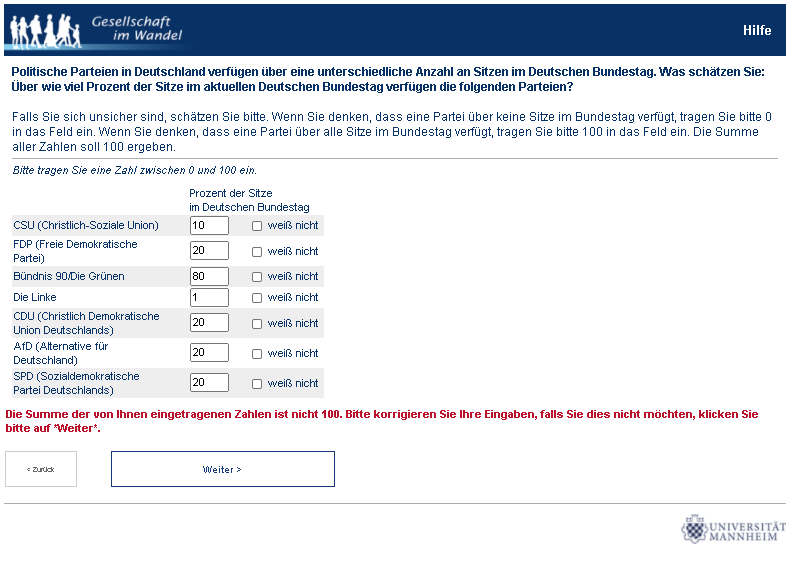 Gesellschaft
im Wandel
Hilfe
Politische Parteien in Deutschland verfügen über eine unterschiedliche Anzahl an Sitzen im Deutschen Bundestag. Was schätzen Sie:
Über wie viel Prozent der Sitze im aktuellen Deutschen Bundestag verfügen die folgenden Parteien?
Falls Sie sich unsicher sind, schätzen Sie bitte. Wenn Sie denken, dass eine Partei über keine Sitze im Bundestag verfügt, tragen Sie bitte 0
in das Feld ein. Wenn Sie denken, dass eine Partei über alle Sitze im Bundestag verfügt, tragen Sie bitte 100 in das Feld ein. Die Summe
aller Zahlen soll 100 ergeben.
Bitte tragen Sie eine Zahl zwischen 0 und 100 ein.
Prozent der Sitze
im Deutschen Bundestag
CSU (Christlich-Soziale Union) 10 weiß nicht
FDP (Freie Demokratische
Partei) 20 weiß nicht
Bündnis 90/Die Grünen 80 weiß nicht
Die Linke 1 weiß nicht
CDU (Christlich Demokratische
Union Deutschlands) 20 weiß nicht
AfD (Alternative für
Deutschland) 20 weiß nicht
SPD (Sozialdemokratische
Partei Deutschlands) 20 weiß nicht
Die Summe der von Ihnen eingetragenen Zahlen ist nicht 100. Bitte korrigieren Sie Ihre Eingaben, falls Sie dies nicht möchten, klicken Sie
bitte auf *Weiter*.
< Zurück
Weiter >
UNIVERSITÄT
MANNHEIM